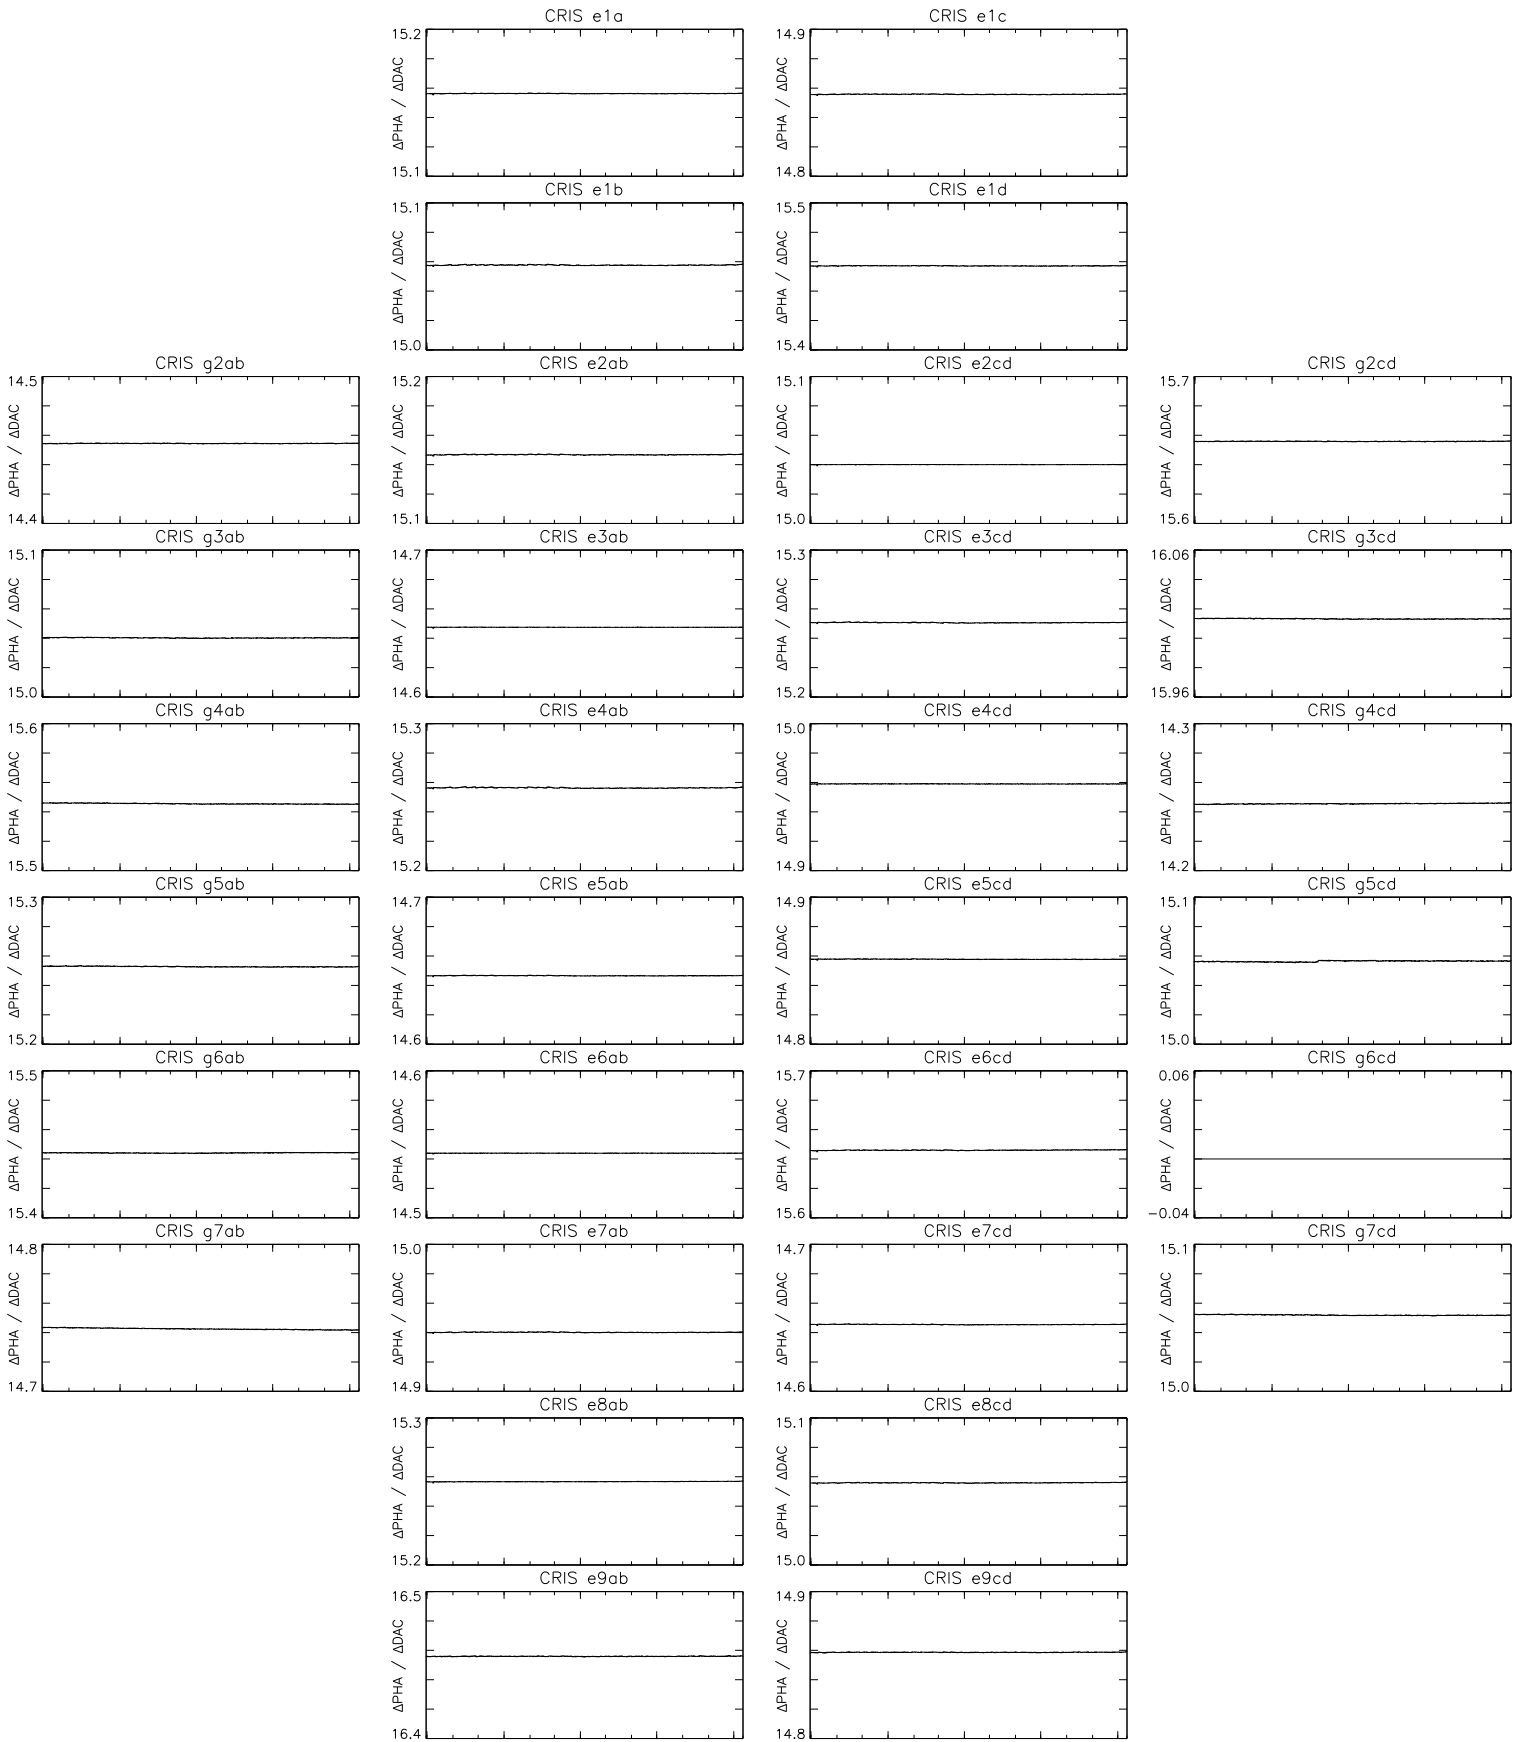 CRIS e1a
15.2
ΔPHA / ΔDAC
15.1
CRIS e1c
14.9
ΔPHA / ΔDAC
14.8
CRIS e1b
15.1
ΔPHA / ΔDAC
15.0
CRIS e1d
15.5
ΔPHA / ΔDAC
15.4
CRIS g2ab
14.5
ΔPHA / ΔDAC
14.4
CRIS e2ab
15.2
ΔPHA / ΔDAC
15.1
CRIS e2cd
15.1
ΔPHA / ΔDAC
15.0
CRIS g2cd
15.7
ΔPHA / ΔDAC
15.6
CRIS g3ab
15.1
ΔPHA / ΔDAC
15.0
CRIS e3ab
14.7
ΔPHA / ΔDAC
14.6
CRIS e3cd
15.3
ΔPHA / ΔDAC
15.2
CRIS g3cd
16.06
ΔPHA / ΔDAC
15.96
CRIS g4ab
15.6
ΔPHA / ΔDAC
15.5
CRIS e4ab
15.3
ΔPHA / ΔDAC
15.2
CRIS e4cd
15.0
ΔPHA / ΔDAC
14.9
CRIS g4cd
14.3
ΔPHA / ΔDAC
14.2
CRIS g5ab
15.3
ΔPHA / ΔDAC
15.2
CRIS e5ab
14.7
ΔPHA / ΔDAC
14.6
CRIS e5cd
14.9
ΔPHA / ΔDAC
14.8
CRIS g5cd
15.1
ΔPHA / ΔDAC
15.0
CRIS g6ab
15.5
ΔPHA / ΔDAC
15.4
CRIS e6ab
14.6
ΔPHA / ΔDAC
14.5
CRIS e6cd
15.7
ΔPHA / ΔDAC
15.6
CRIS g6cd
0.06
ΔPHA / ΔDAC
−0.04
CRIS g7ab
14.8
ΔPHA / ΔDAC
14.7
CRIS e7ab
15.0
ΔPHA / ΔDAC
14.9
CRIS e7cd
14.7
ΔPHA / ΔDAC
14.6
CRIS g7cd
15.1
ΔPHA / ΔDAC
15.0
CRIS e8ab
15.3
ΔPHA / ΔDAC
15.2
CRIS e8cd
15.1
ΔPHA / ΔDAC
15.0
CRIS e9ab
16.5
ΔPHA / ΔDAC
16.4
CRIS e9cd
14.9
ΔPHA / ΔDAC
14.8